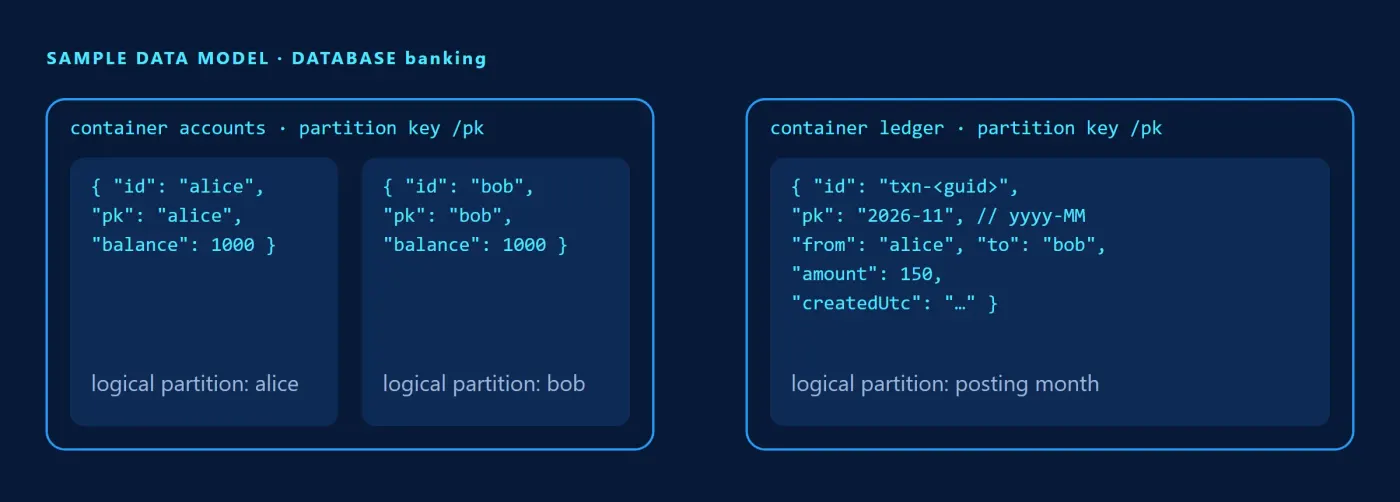 SAMPLE DATA MODEL · DATABASE banking
container accounts · partition key /pk
{ "id": "alice",
"pk": "alice",
"balance": 1000 }
logical partition: alice
{ "id": "bob",
"pk": "bob",
"balance": 1000 }
logical partition: bob
container ledger · partition key /pk
{ "id": "txn-<guid>",
"pk": "2026-11", // yyyy-MM
"from": "alice", "to": "bob",
"amount": 150,
"createdUtc": "…" }
logical partition: posting month